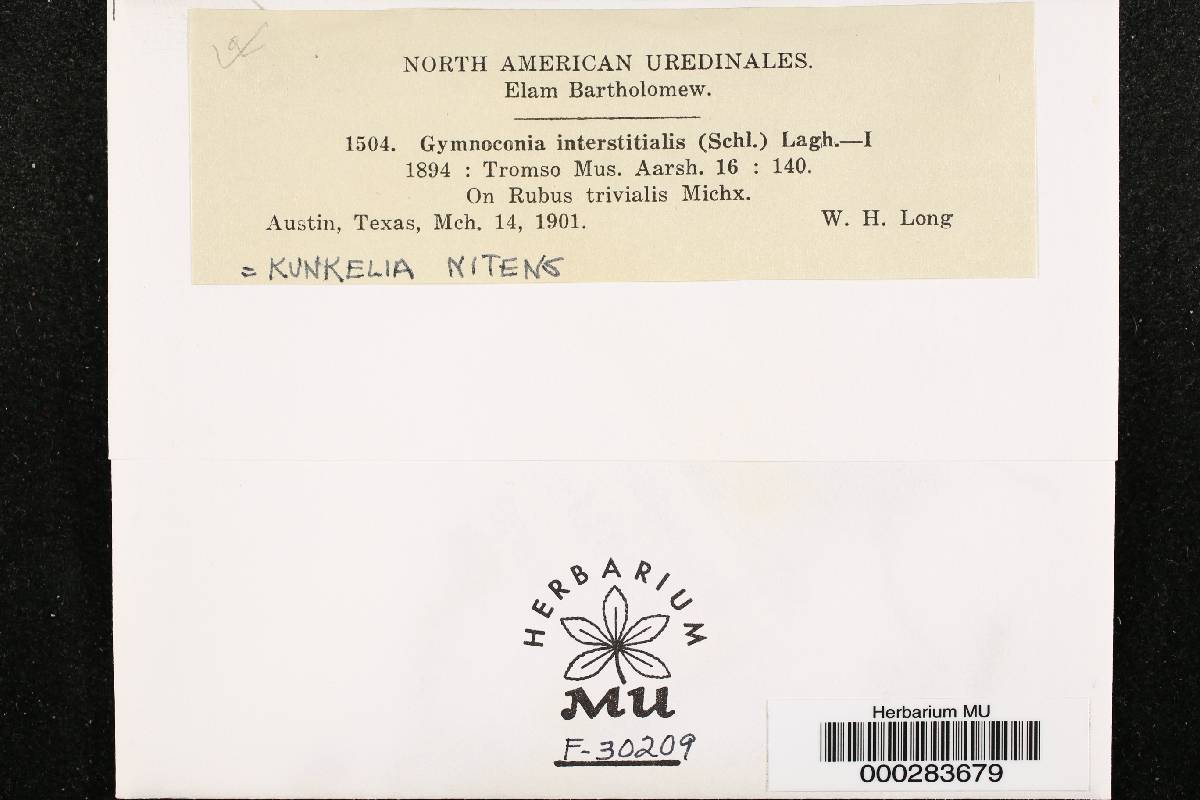 NORTH AMERICAN UREDINALES.
Elam Bartholomew.
1504. Gymnoconia interstitialis (Schl.) Lagh.—I
1894 : Tromso Mus. Aarsh. 16 : 140.
On Rubus trivialis Michx.
Austin, Texas, Mch. 14, 1901. W. H. Long
= KUNKELIA NITENS
HERBARIUM
MU
F-30209
Herbarium MU
000283679